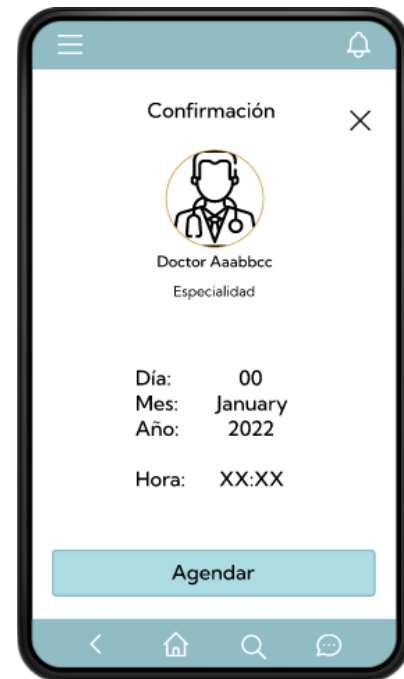 Confirmación
Doctor Aaabbcc
Especialidad
Día: 00
Mes: January
Año: 2022
Hora: XX:XX
Agendar